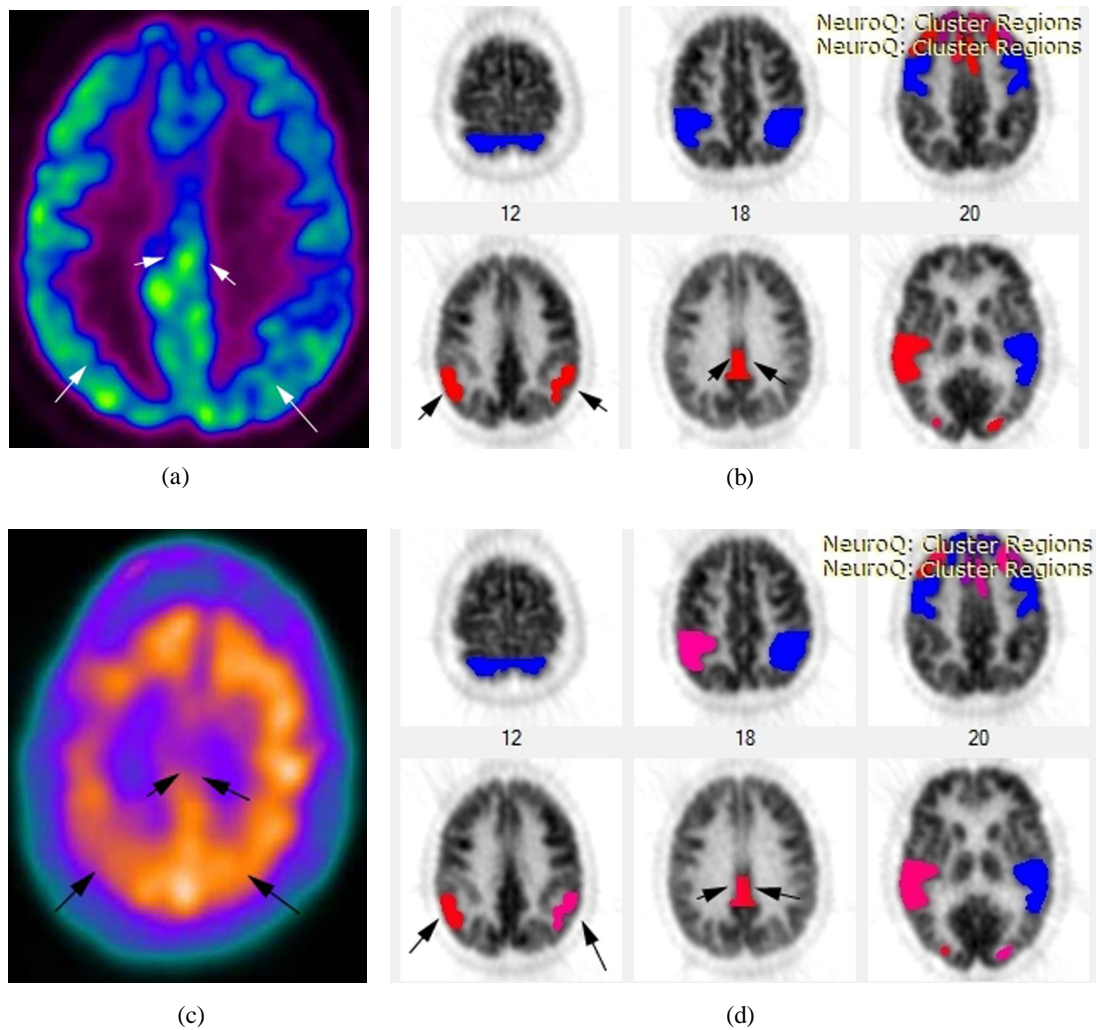 NeuroQ: Cluster Regions
NeuroQ: Cluster Regions
12
18
20
(a)
(b)
NeuroQ: Cluster Regions
NeuroQ: Cluster Regions
12
18
20
(c)
(d)